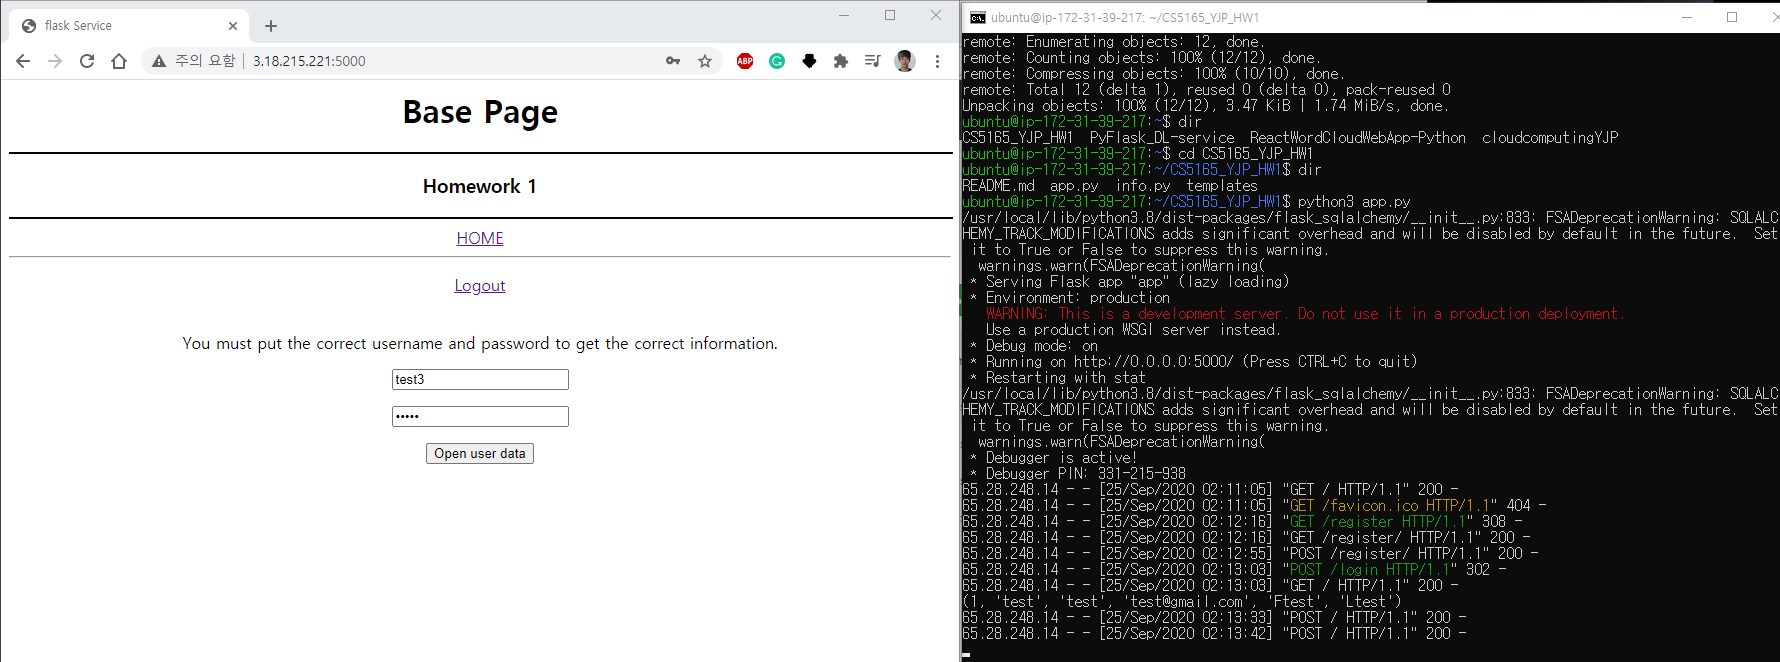 flask Service
주의 요함
3.18.215.221:5000
ABP
Base Page
Homework 1
HOME
Logout
You must put the correct username and password to get the correct information.
test3
•••••
Open user data
ubuntu@ip-172-31-39-217: ~/CS5165_YJP_HW1
remote: Enumerating objects: 12, done.
remote: Counting objects: 100% (12/12), done.
remote: Compressing objects: 100% (10/10), done.
remote: Total 12 (delta 1), reused 0 (delta 0), pack-reused 0
Unpacking objects: 100% (12/12), 3.47 KiB | 1.74 MiB/s, done.
ubuntu@ip-172-31-39-217:~$ dir
CS5165_YJP_HW1  PyFlask_DL-service  ReactWordCloudWebApp-Python  cloudcomputingYJP
ubuntu@ip-172-31-39-217:~$ cd CS5165_YJP_HW1
ubuntu@ip-172-31-39-217:~/CS5165_YJP_HW1$ dir
README.md  app.py  info.py  templates
ubuntu@ip-172-31-39-217:~/CS5165_YJP_HW1$ python3 app.py
/usr/local/lib/python3.8/dist-packages/flask_sqlalchemy/__init__.py:833: FSADeprecationWarning: SQLALC
HEMY_TRACK_MODIFICATIONS adds significant overhead and will be disabled by default in the future.  Set
 it to True or False to suppress this warning.
  warnings.warn(FSADeprecationWarning(
 * Serving Flask app "app" (lazy loading)
 * Environment: production
   WARNING: This is a development server. Do not use it in a production deployment.
   Use a production WSGI server instead.
 * Debug mode: on
 * Running on http://0.0.0.0:5000/ (Press CTRL+C to quit)
 * Restarting with stat
/usr/local/lib/python3.8/dist-packages/flask_sqlalchemy/__init__.py:833: FSADeprecationWarning: SQLALC
HEMY_TRACK_MODIFICATIONS adds significant overhead and will be disabled by default in the future.  Set
 it to True or False to suppress this warning.
  warnings.warn(FSADeprecationWarning(
 * Debugger is active!
 * Debugger PIN: 331-215-938
65.28.248.14 - - [25/Sep/2020 02:11:05] "GET / HTTP/1.1" 200 -
65.28.248.14 - - [25/Sep/2020 02:11:05] "GET /favicon.ico HTTP/1.1" 404 -
65.28.248.14 - - [25/Sep/2020 02:12:16] "GET /register HTTP/1.1" 308 -
65.28.248.14 - - [25/Sep/2020 02:12:16] "GET /register/ HTTP/1.1" 200 -
65.28.248.14 - - [25/Sep/2020 02:12:55] "POST /register/ HTTP/1.1" 200 -
65.28.248.14 - - [25/Sep/2020 02:13:03] "POST /login HTTP/1.1" 302 -
65.28.248.14 - - [25/Sep/2020 02:13:03] "GET / HTTP/1.1" 200 -
(1, 'test', 'test', 'test@gmail.com', 'Ftest', 'Ltest')
65.28.248.14 - - [25/Sep/2020 02:13:33] "POST / HTTP/1.1" 200 -
65.28.248.14 - - [25/Sep/2020 02:13:42] "POST / HTTP/1.1" 200 -